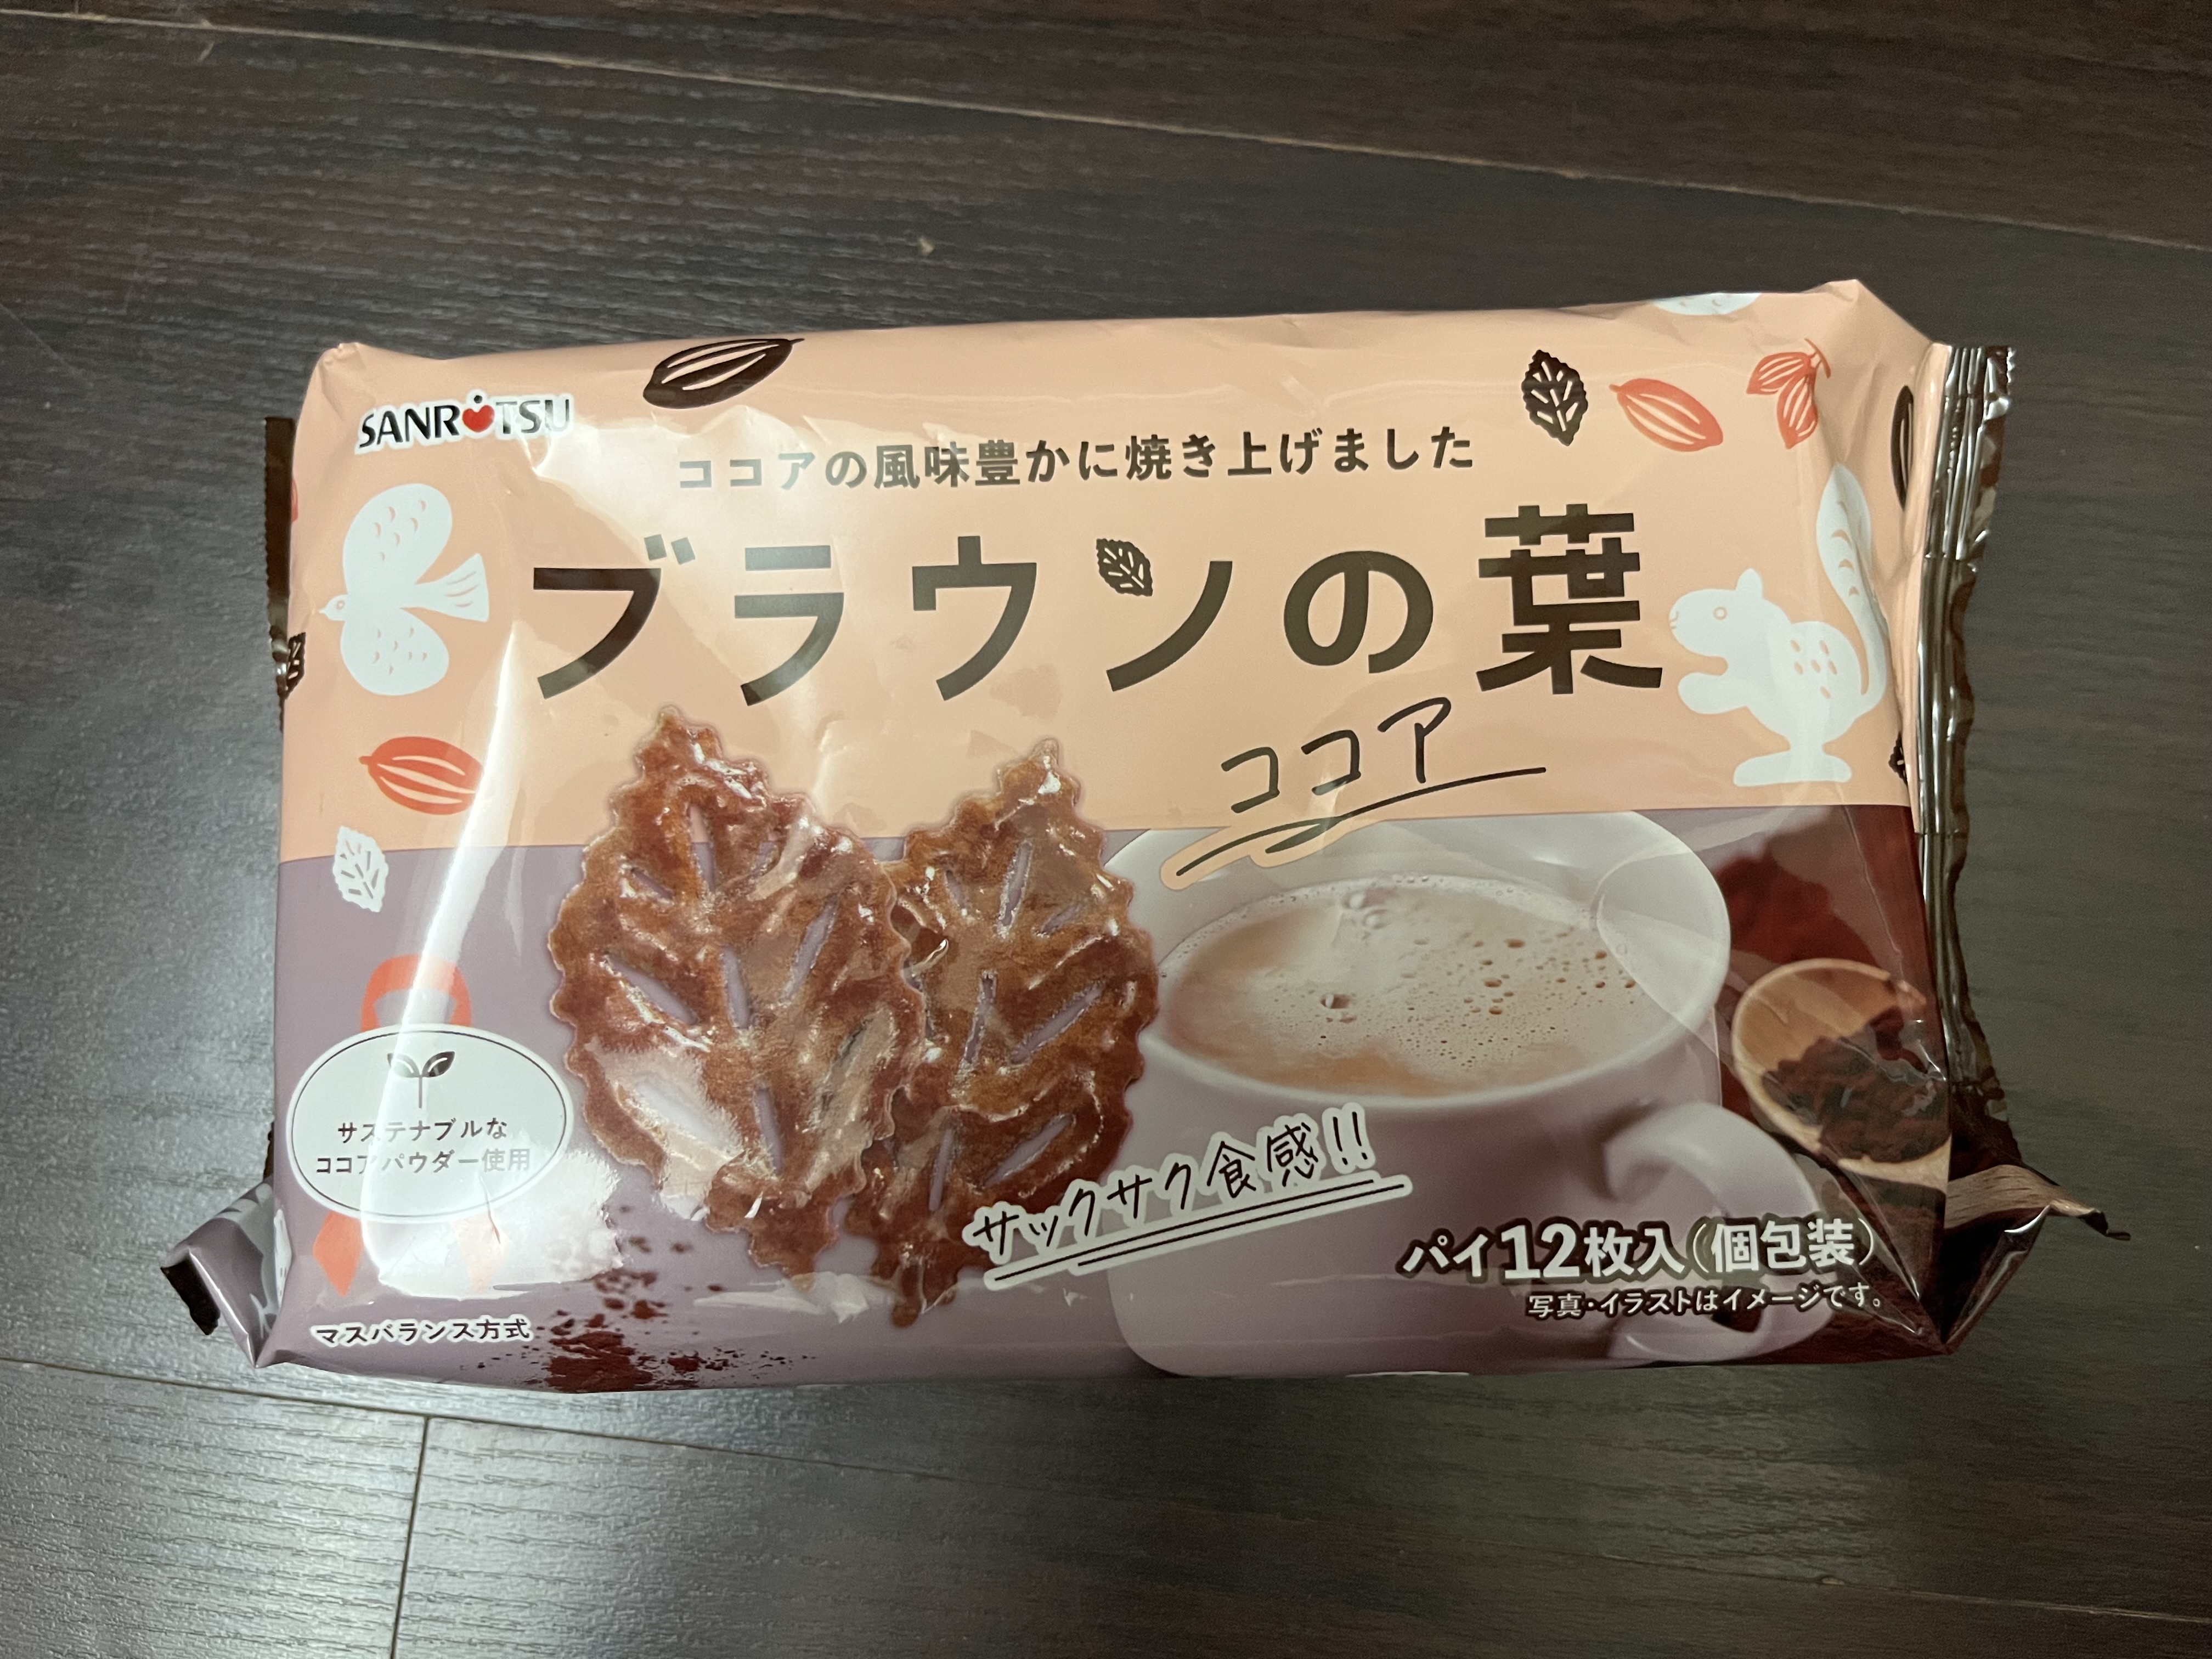 SANRITSU
ココアの風味豊かに焼き上げました
ブラウンの葉
ココア
サステナブルな
ココアパウダー使用
マスバランス方式
サックサク食感!!
パイ12枚入(個包装)
写真・イラストはイメージです。